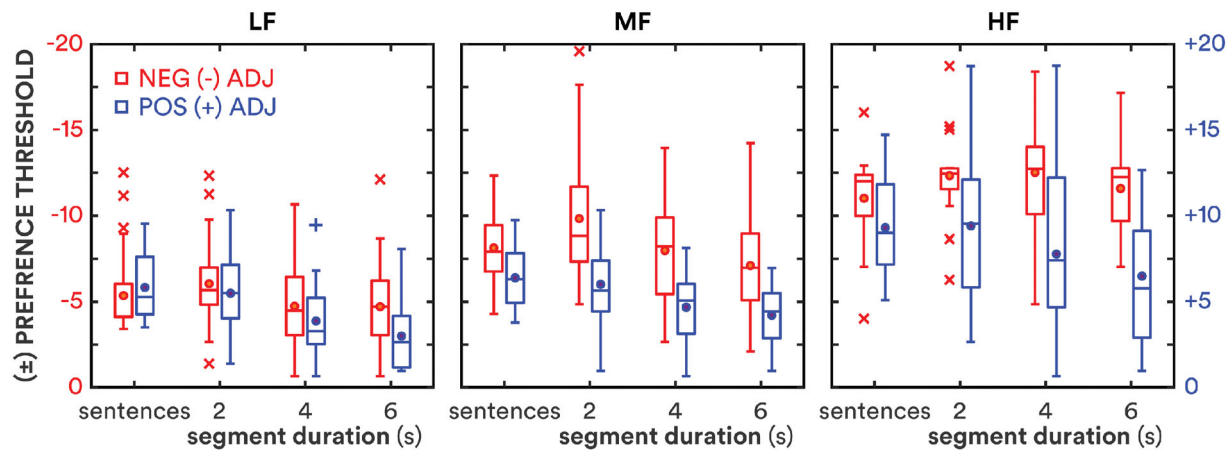 LF MF HF
(±) PREFRENCE THRESHOLD
-20
-15
-10
-5
0
NEG (-) ADJ
POS (+) ADJ
+20
+15
+10
+5
0
sentences 2 4 6 sentences 2 4 6 sentences 2 4 6
segment duration (s) segment duration (s) segment duration (s)